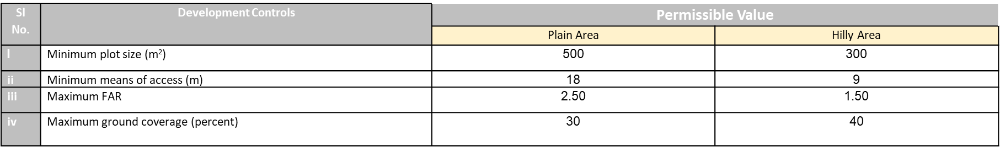 Sl No. Development Controls Permissible Value
Plain Area Hilly Area
l Minimum plot size (m²) 500 300
ii Minimum means of access (m) 18 9
iii Maximum FAR 2.50 1.50
iv Maximum ground coverage (percent) 30 40